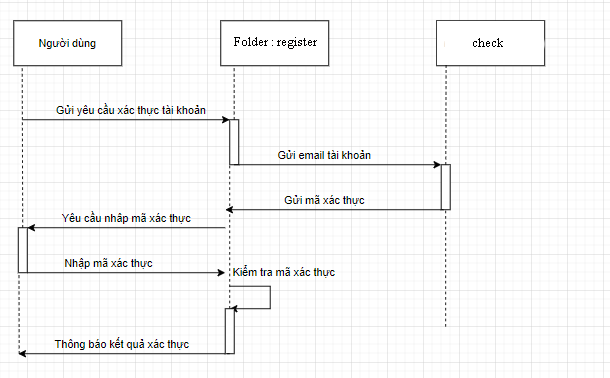 Người dùng
Folder : register
check
Gửi yêu cầu xác thực tài khoản
Gửi email tài khoản
Gửi mã xác thực
Yêu cầu nhập mã xác thực
Nhập mã xác thực
Kiểm tra mã xác thực
Thông báo kết quả xác thực